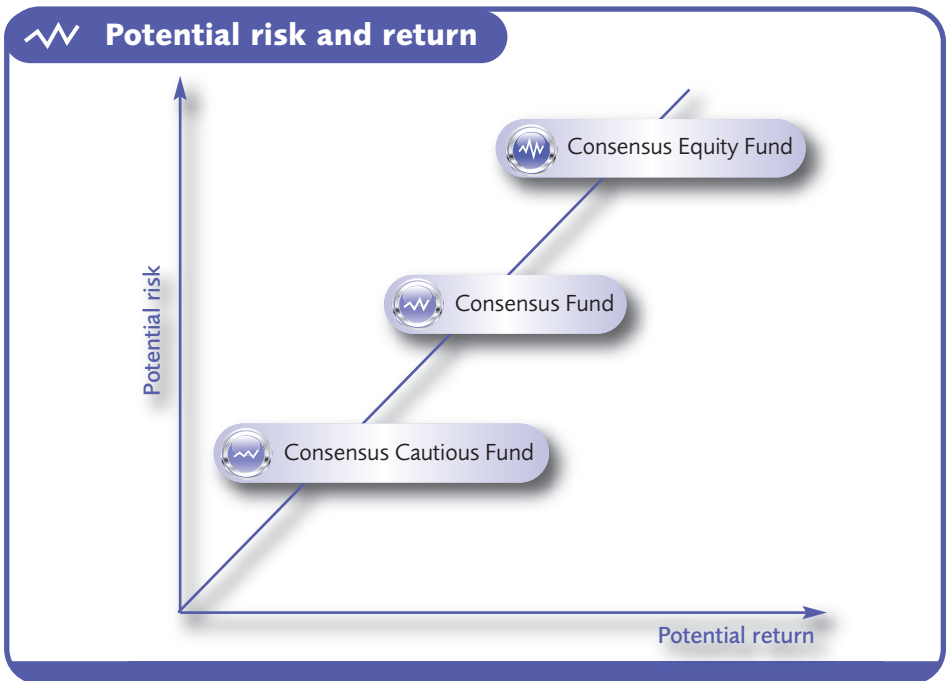 Potential risk and return
Consensus Equity Fund
Consensus Fund
Consensus Cautious Fund
Potential risk
Potential return